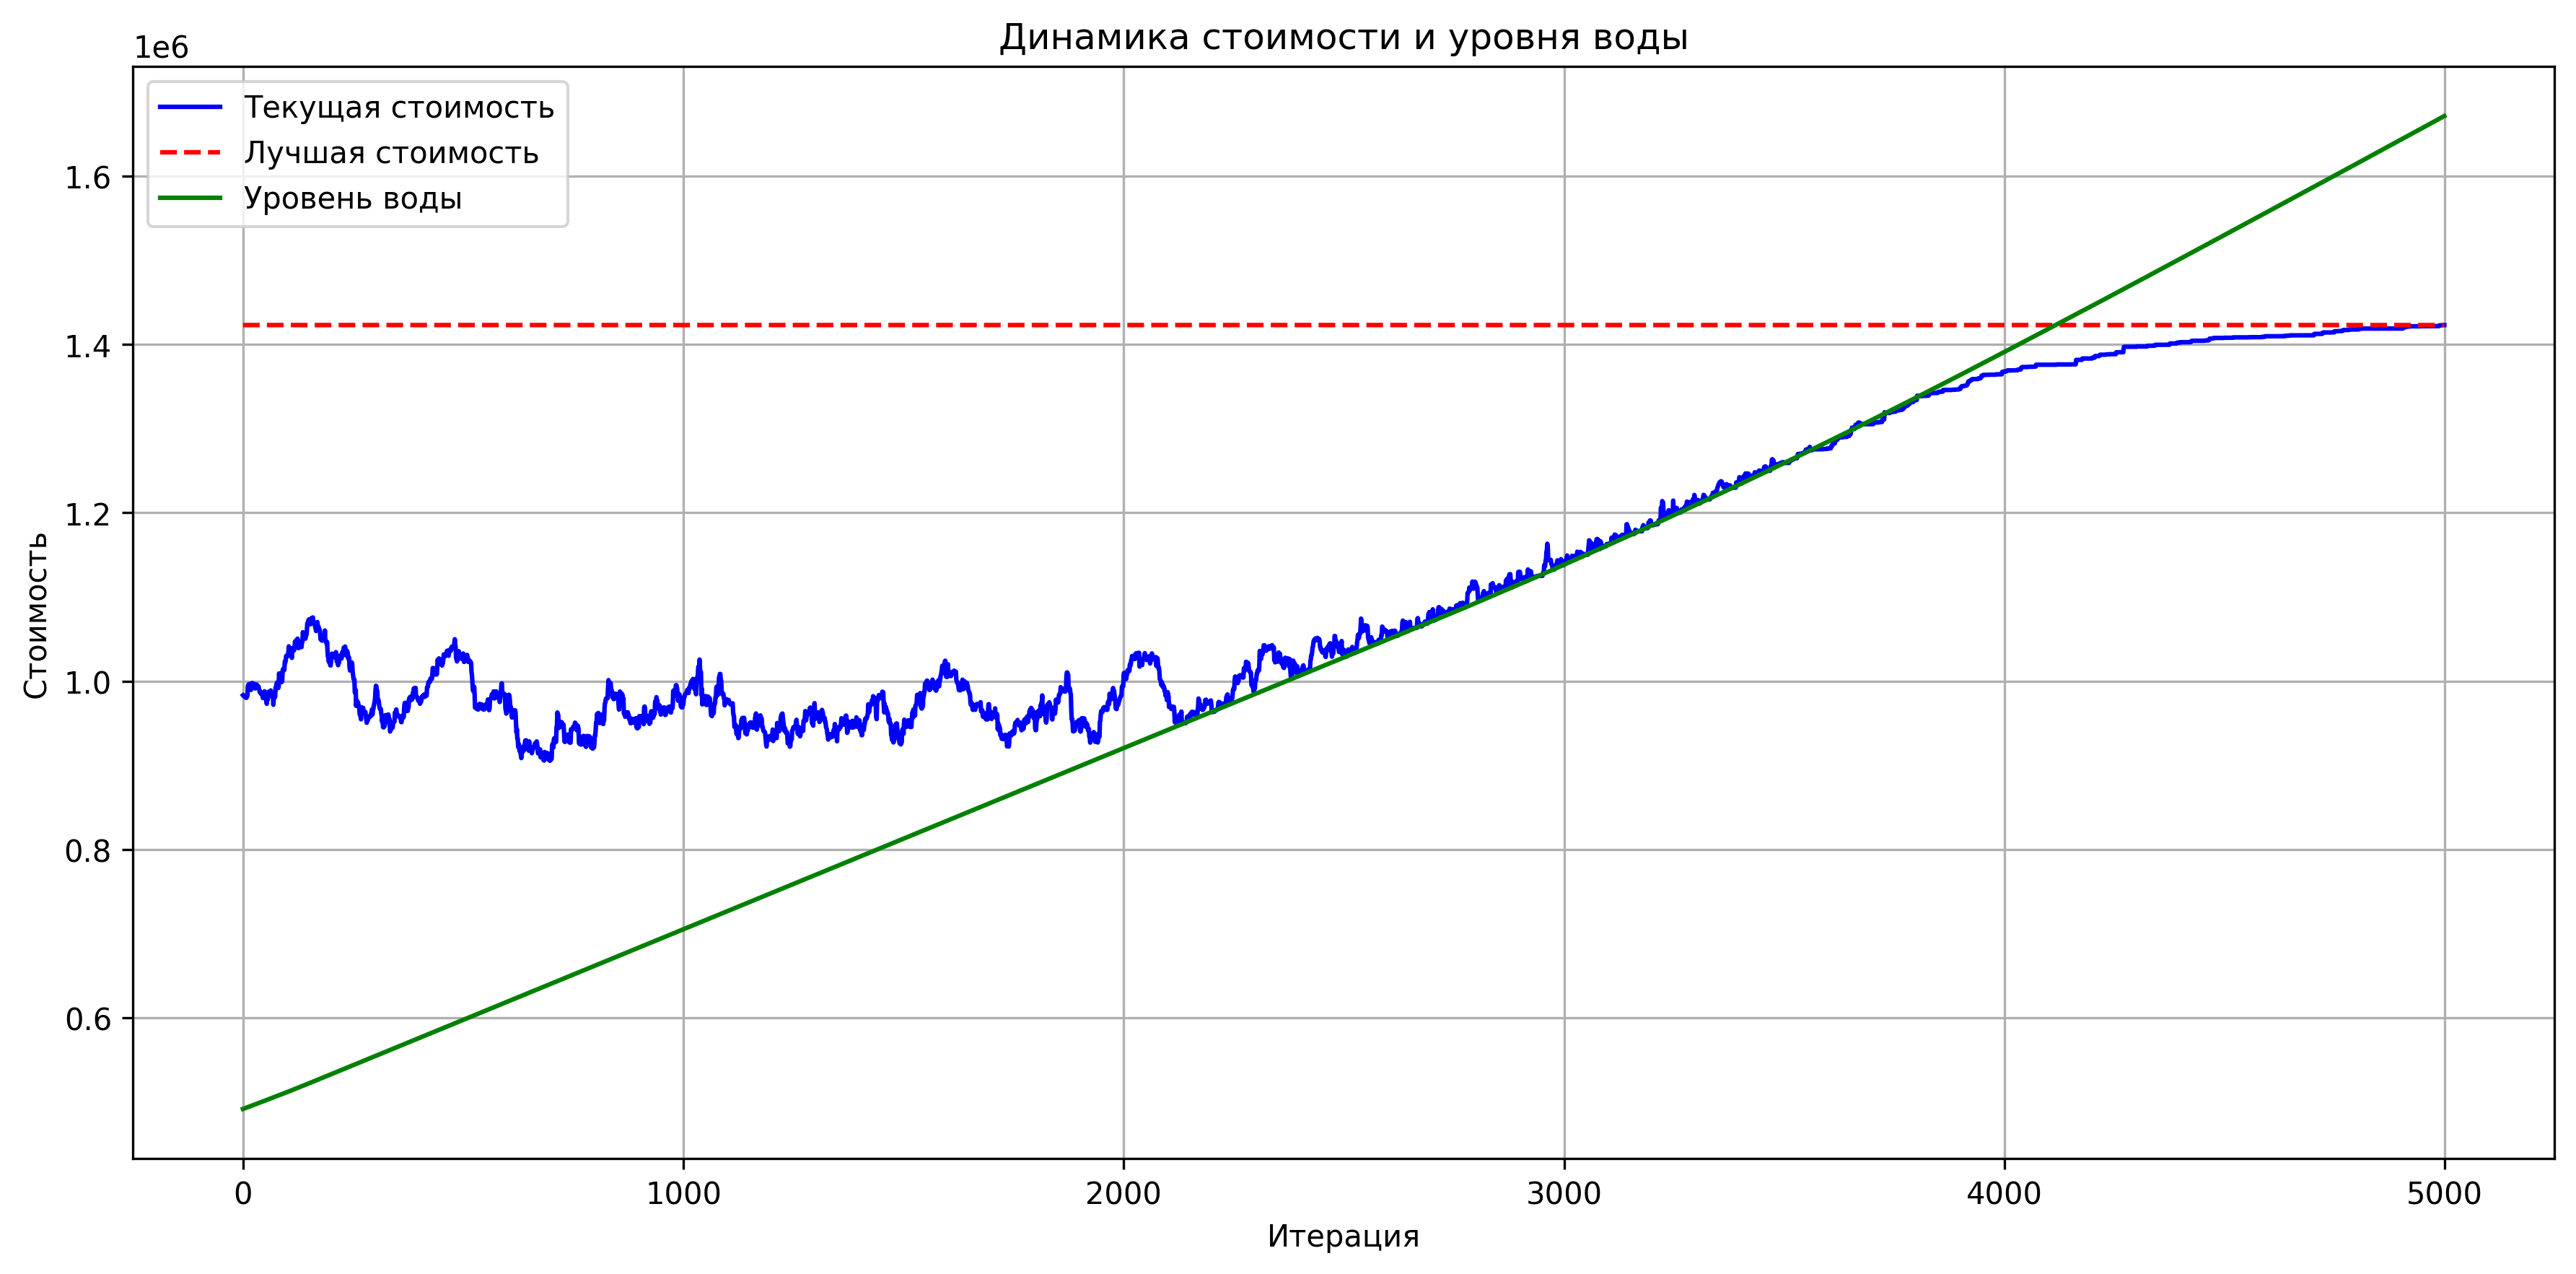 Динамика стоимости и уровня воды
1e6
Текущая стоимость
Лучшая стоимость
Уровень воды
Стоимость
1.6
1.4
1.2
1.0
0.8
0.6
0 1000 2000 3000 4000 5000
Итерация